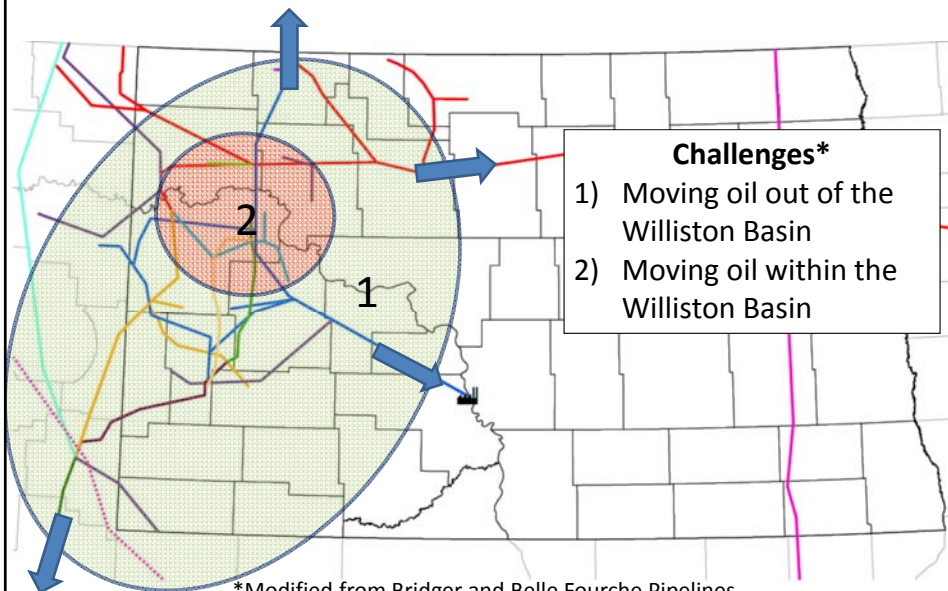 Challenges*
1) Moving oil out of the
Williston Basin
2) Moving oil within the
Williston Basin
2
1
*Modified from Bridger and Belle Fourche Pipelines